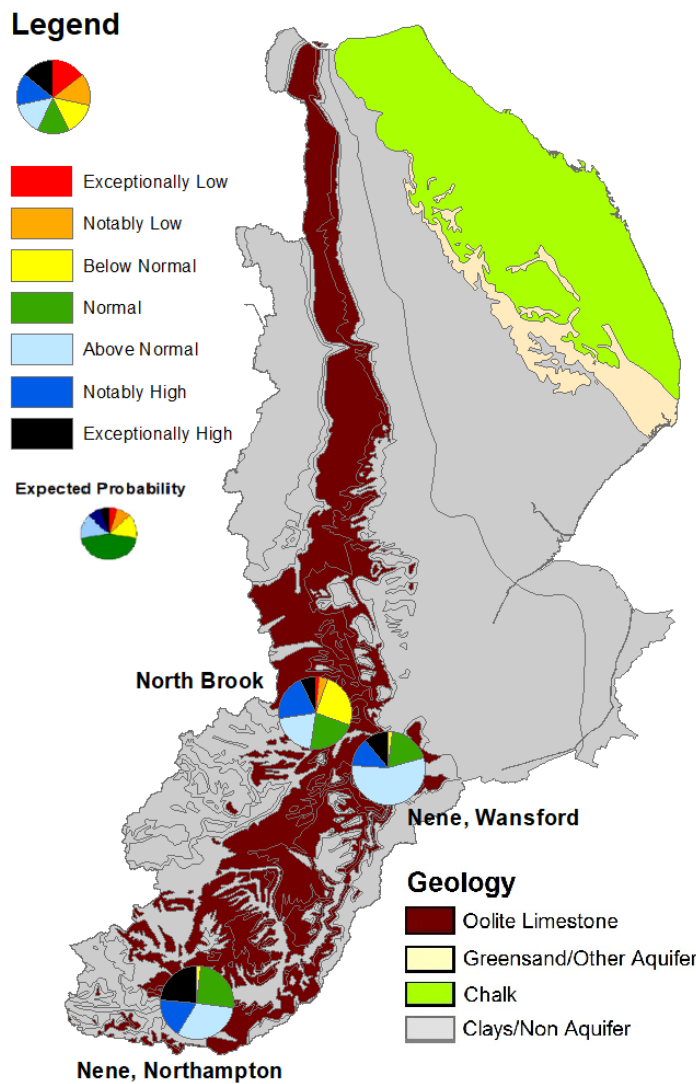 Legend
Exceptionally Low
Notably Low
Below Normal
Normal
Above Normal
Notably High
Exceptionally High
Expected Probability
North Brook
Nene, Wansford
Geology
Oolite Limestone
Greensand/Other Aquifer
Chalk
Clays/Non Aquifer
Nene, Northampton